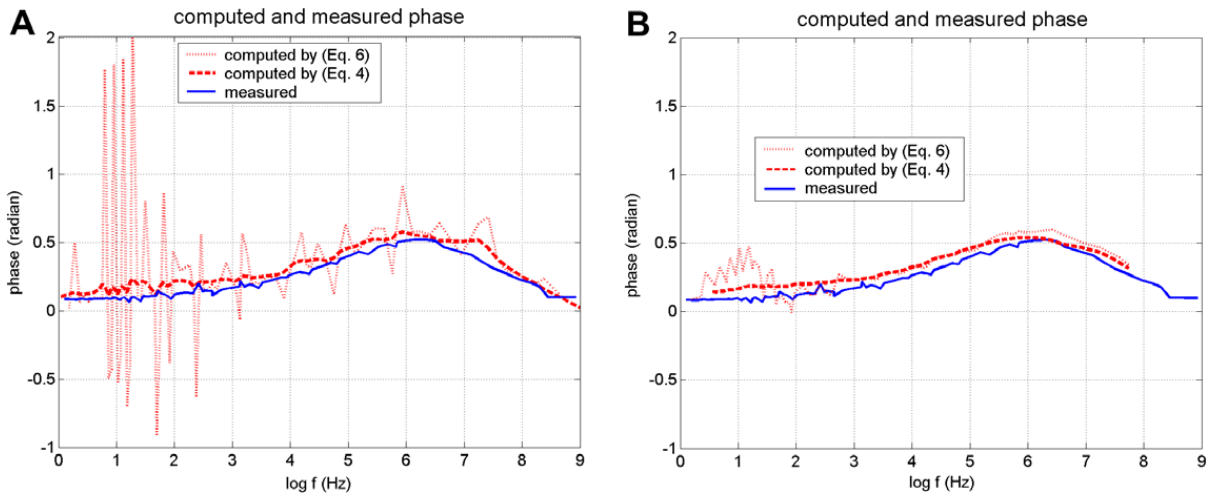 A
computed and measured phase
2
1.5
1
0.5
0
-0.5
-1
phase (radian)
computed by (Eq. 6)
computed by (Eq. 4)
measured
0 1 2 3 4 5 6 7 8 9
log f (Hz)
B
computed and measured phase
2
1.5
1
0.5
0
-0.5
-1
phase (radian)
computed by (Eq. 6)
computed by (Eq. 4)
measured
0 1 2 3 4 5 6 7 8 9
log f (Hz)